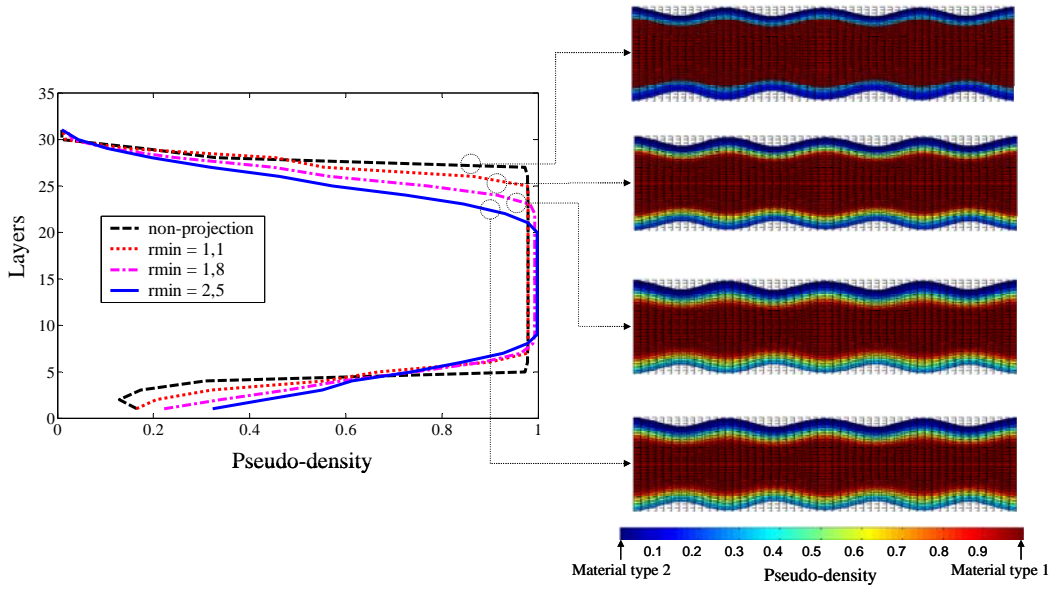 35
30
25
20
15
10
5
0
Layers
non-projection
rmin = 1,1
rmin = 1,8
rmin = 2,5
0 0.2 0.4 0.6 0.8 1
Pseudo-density
0.1 0.2 0.3 0.4 0.5 0.6 0.7 0.8 0.9
Material type 2 Material type 1
Pseudo-density